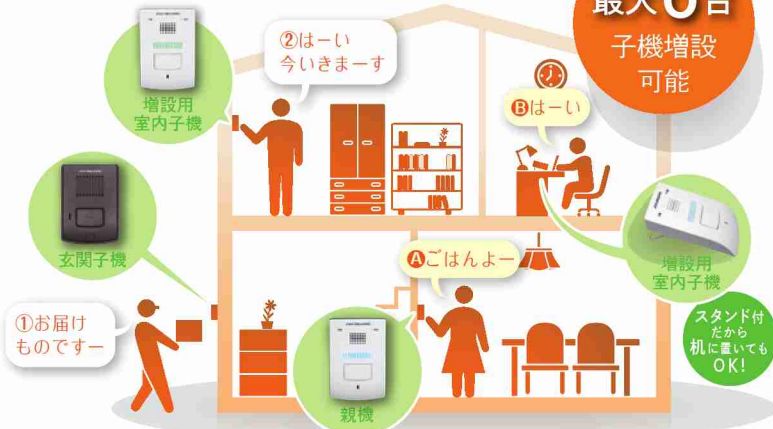 最大6台
子機増設
可能
②はーい
今いきまーす
増設用
室内子機
Ⓑはーい
玄関子機
Ⓐごはんよー
増設用
室内子機
①お届け
ものですー
スタンド付
だから
机に置いても
OK!
親機